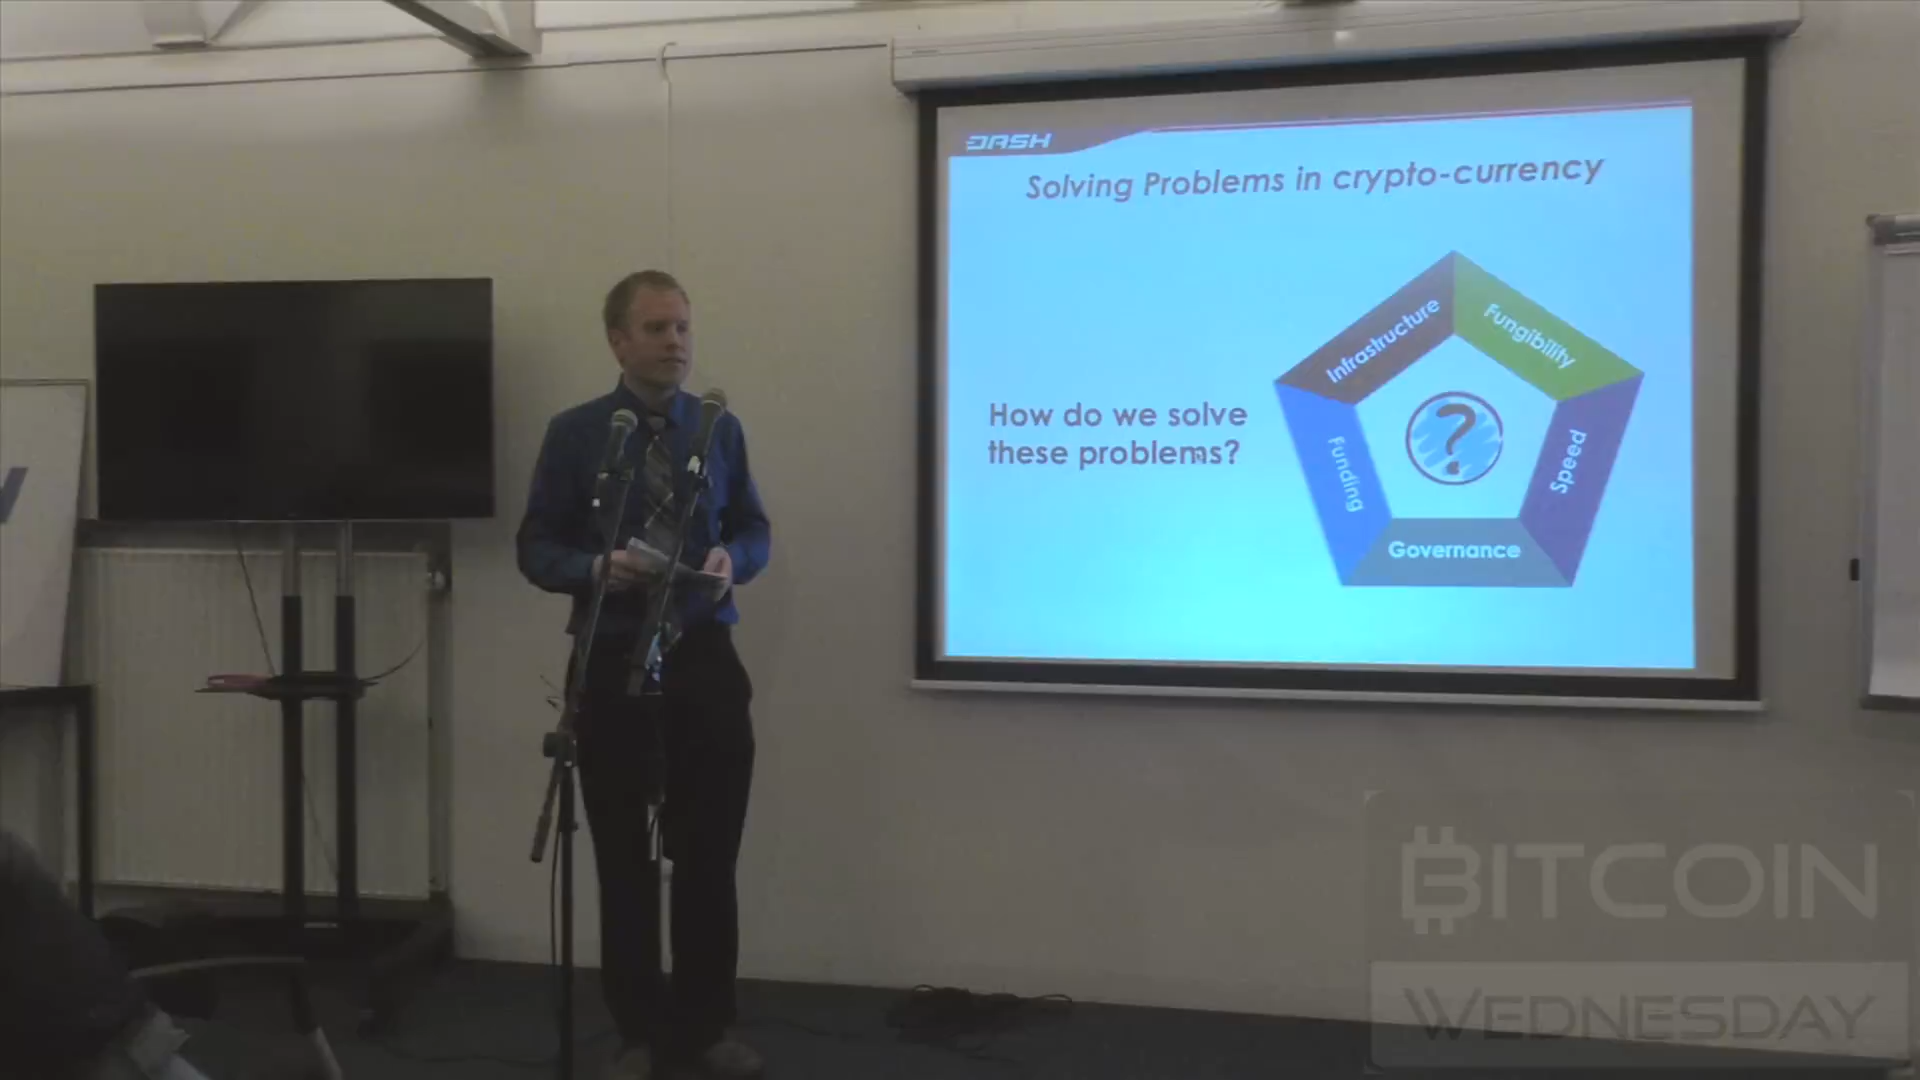 DASH
Solving Problems in crypto-currency
Infrastructure
Fungibility
How do we solve
these problems?
Funding
Speed
Governance
?
BITCOIN
WEDNESDAY